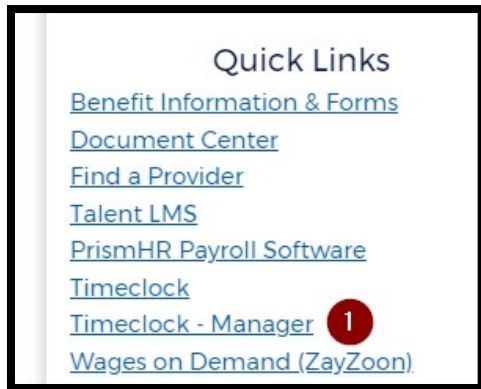 Quick Links
Benefit Information & Forms
Document Center
Find a Provider
Talent LMS
PrismHR Payroll Software
Timeclock
Timeclock - Manager 1
Wages on Demand (ZayZoon)